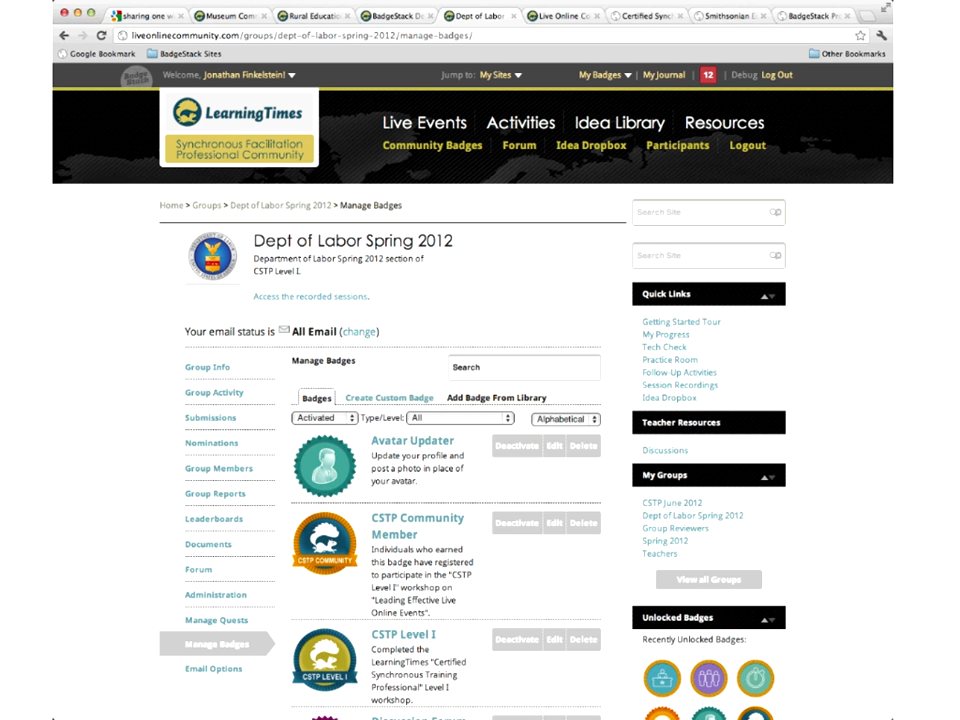 sharing one w
Museum Com
Rural Educatio
BadgeStack D
Dept of Labor
Live Online Co
Certified Sync
Smithsonian E
BadgeStack Pr
liveonlinecommunity.com/groups/dept-of-labor-spring-2012/manage-badges/
Google Bookmark
BadgeStack Sites
Other Bookmarks
Badge Stack
Welcome, Jonathan Finkelstein!
Jump to: My Sites
My Badges | My Journal | 12 | Debug Log Out
LearningTimes
Synchronous Facilitation
Professional Community
Live Events Activities Idea Library Resources
Community Badges Forum Idea Dropbox Participants Logout
Home > Groups > Dept of Labor Spring 2012 > Manage Badges
Dept of Labor Spring 2012
Department of Labor Spring 2012 section of
CSTP Level I.
Access the recorded sessions.
Your email status is All Email (change)
Group Info
Group Activity
Submissions
Nominations
Group Members
Group Reports
Leaderboards
Documents
Forum
Administration
Manage Quests
Manage Badges
Email Options
Manage Badges
Search
Badges Create Custom Badge Add Badge From Library
Activated Type/Level: All Alphabetical
Avatar Updater
Update your profile and
post a photo in place of
your avatar.
Deactivate Edit Delete
CSTP COMMUNITY
CSTP Community
Member
Individuals who earned
this badge have registered
to participate in the "CSTP
Level I" workshop on
"Leading Effective Live
Online Events".
Deactivate Edit Delete
CSTP LEVEL I
CSTP Level I
Completed the
LearningTimes "Certified
Synchronous Training
Professional" Level I
workshop.
Deactivate Edit Delete
Discussion Forum
Search Site
Search Site
Quick Links
Getting Started Tour
My Progress
Tech Check
Practice Room
Follow-Up Activities
Session Recordings
Idea Dropbox
Teacher Resources
Discussions
My Groups
CSTP June 2012
Dept of Labor Spring 2012
Group Reviewers
Spring 2012
Teachers
View all Groups
Unlocked Badges
Recently Unlocked Badges: